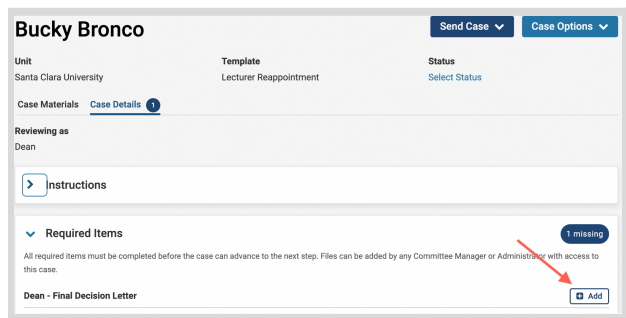 Bucky Bronco
Send Case
Case Options
Unit
Template
Status
Santa Clara University
Lecturer Reappointment
Select Status
Case Materials Case Details 1
Reviewing as
Dean
Instructions
Required Items
1 missing
All required items must be completed before the case can advance to the next step. Files can be added by any Committee Manager or Administrator with access to
this case.
Dean - Final Decision Letter
Add